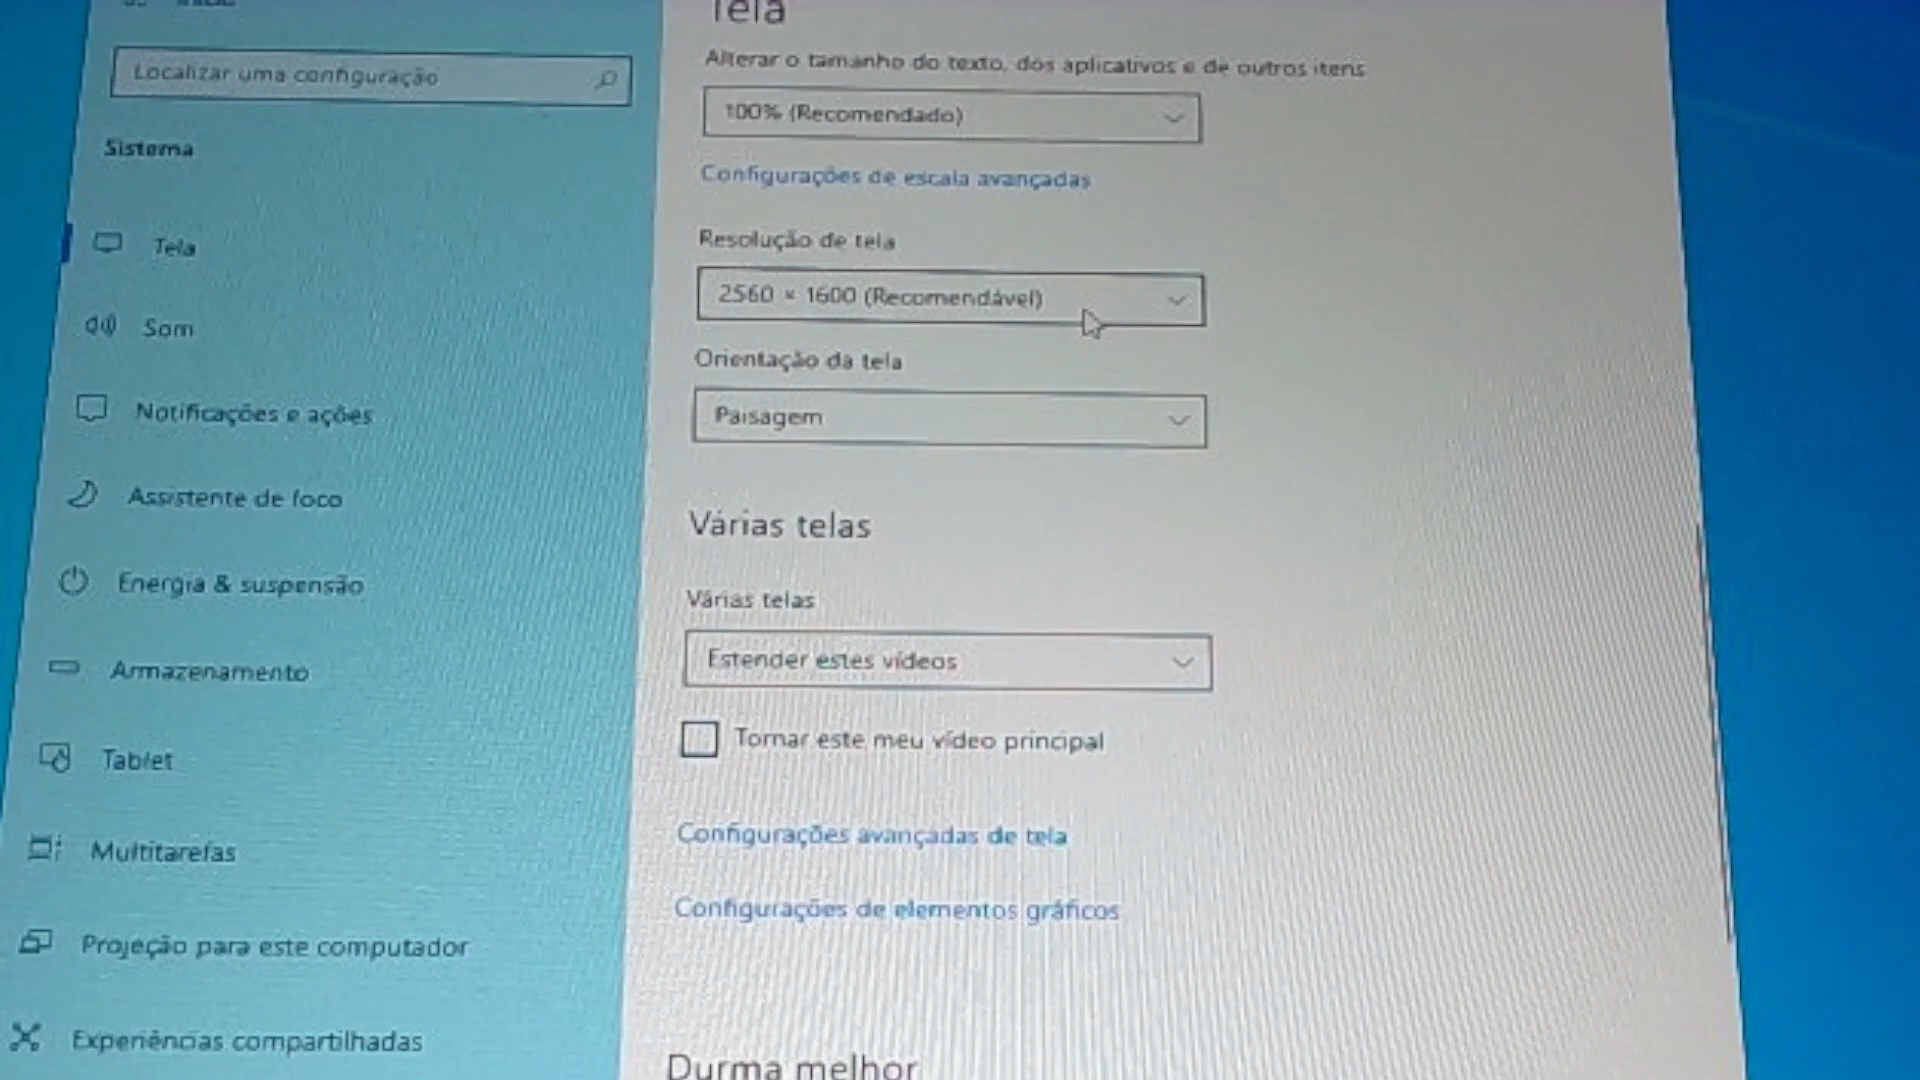 Localizar uma configuração
Sistema
Tela
Som
Notificações e ações
Assistente de foco
Energia & suspensão
Armazenamento
Tablet
Multitarefas
Projeção para este computador
Experiências compartilhadas
Tela
Alterar o tamanho do texto, dos aplicativos e de outros itens
100% (Recomendado)
Configurações de escala avançadas
Resolução de tela
2560 × 1600 (Recomendável)
Orientação da tela
Paisagem
Várias telas
Várias telas
Estender estes vídeos
Tornar este meu vídeo principal
Configurações avançadas de tela
Configurações de elementos gráficos
Durma melhor